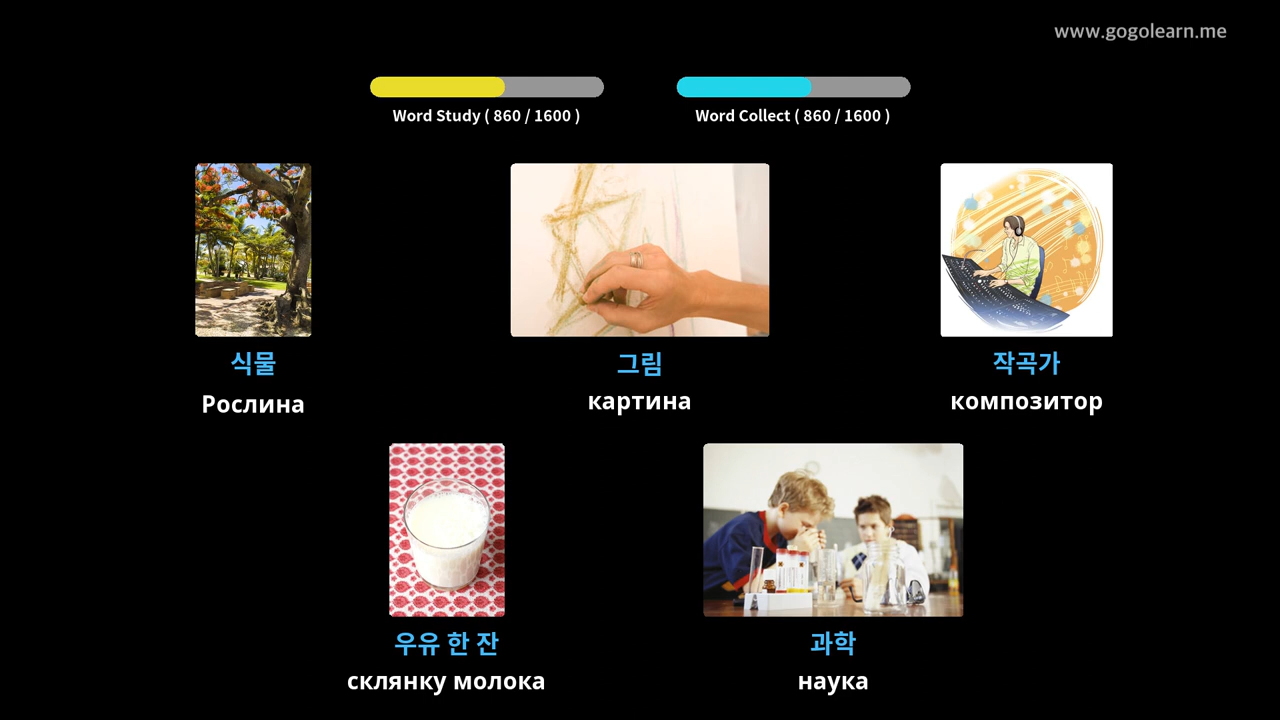 www.gogolearn.me
Word Study ( 860 / 1600 )
Word Collect ( 860 / 1600 )
식물
Рослина
그림
картина
작곡가
композитор
우유 한 잔
склянку молока
과학
наука